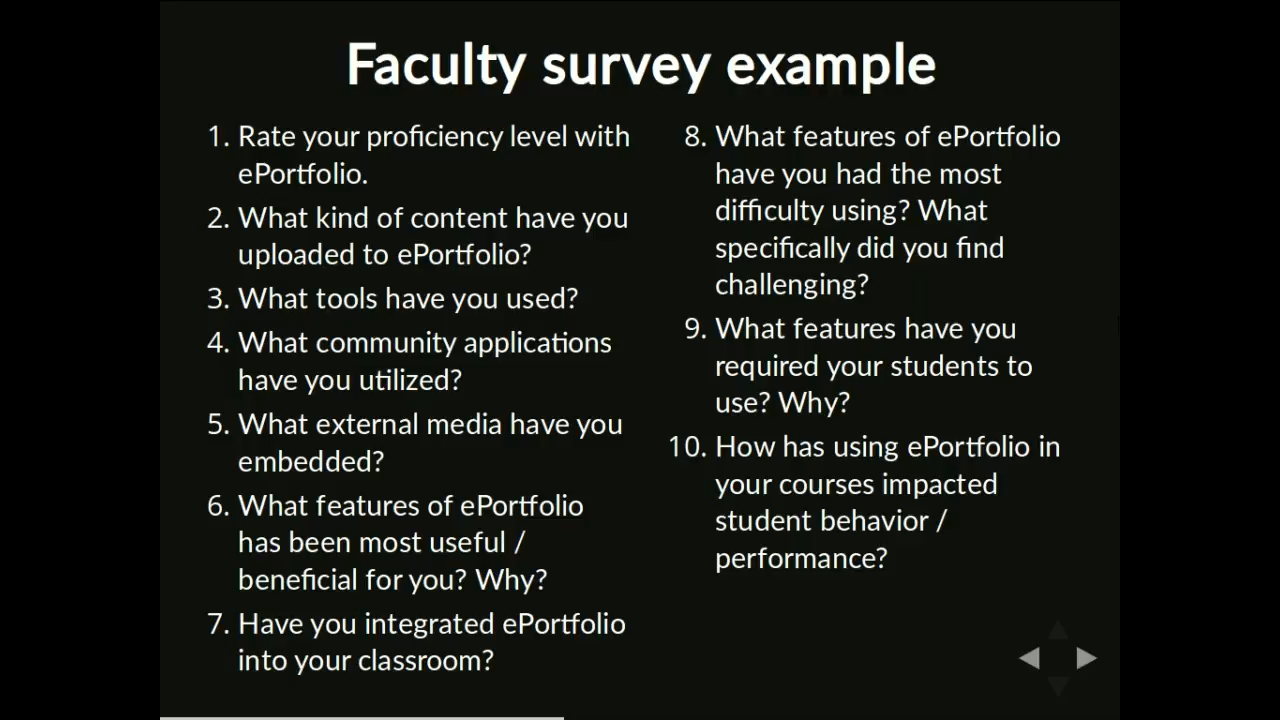 Faculty survey example
1. Rate your proficiency level with
ePortfolio.
2. What kind of content have you
uploaded to ePortfolio?
3. What tools have you used?
4. What community applications
have you utilized?
5. What external media have you
embedded?
6. What features of ePortfolio
has been most useful /
beneficial for you? Why?
7. Have you integrated ePortfolio
into your classroom?
8. What features of ePortfolio
have you had the most
difficulty using? What
specifically did you find
challenging?
9. What features have you
required your students to
use? Why?
10. How has using ePortfolio in
your courses impacted
student behavior /
performance?